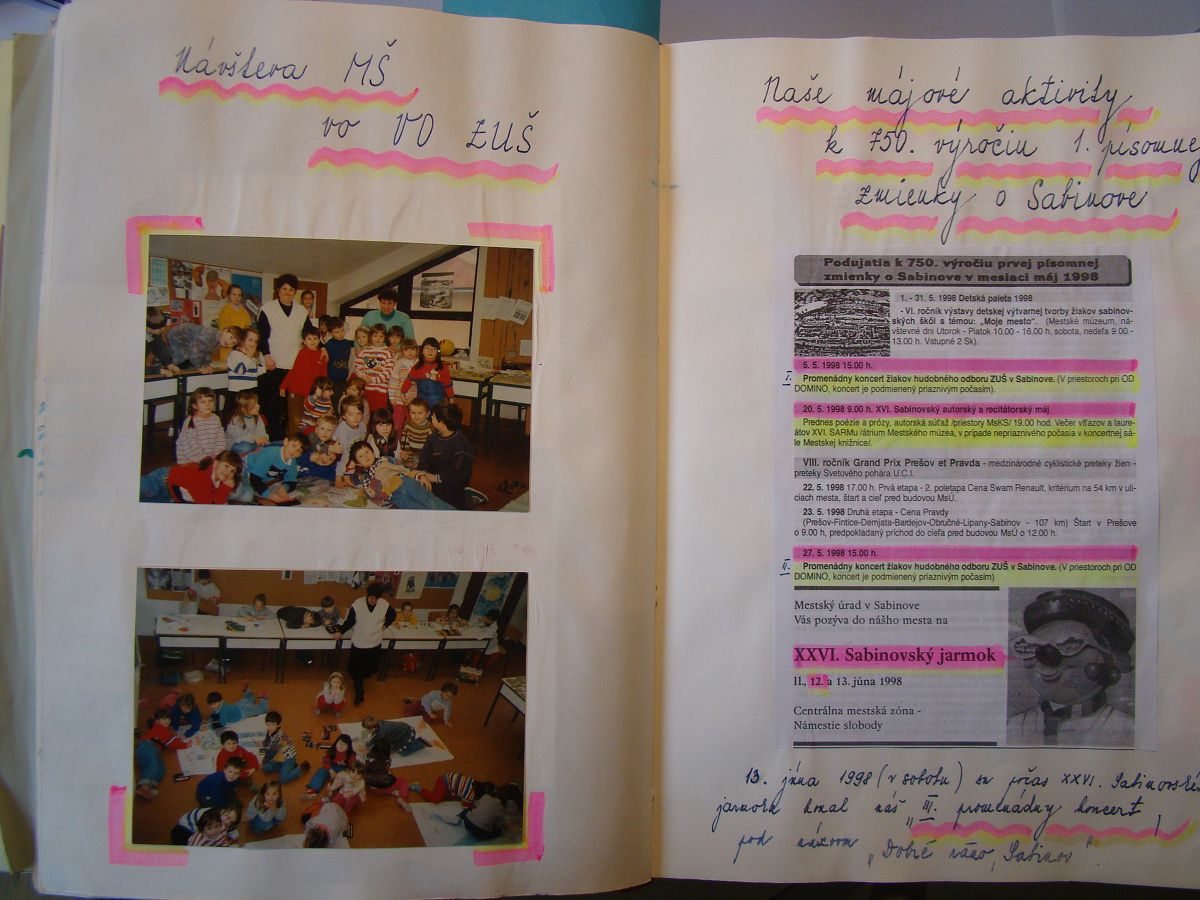 Návšteva MŠ
vo VO ZUŠ
Naše májové aktivity
k 750. výročiu 1. písomnej
zmienky o Sabinove
Podujatia k 750. výročiu prvej písomnej
zmienky o Sabinove v mesiaci máj 1998
1. - 31. 5. 1998 Detská paleta 1998
- VI. ročník výstavy detskej výtvarnej tvorby žiakov sabinov-
ských škôl s témou: „Moje mesto". (Mestské múzeum, ná-
vštevné dni Utorok - Piatok 10.00 - 16.00 h. sobota, nedeľa 9.00 -
13.00 h. Vstupné 2 Sk).
5. 5. 1998 15.00 h.
I. Promenádny koncert žiakov hudobného odboru ZUŠ v Sabinove. (V priestoroch pri OD
DOMINO, koncert je podmienený priaznivým počasím).
20. 5. 1998 9.00 h. XVI. Sabinovský autorský a recitátorský máj
Prednes poézie a prózy, autorská súťaž /priestory MsKS/ 19.00 hod. Večer víťazov a laure-
átov XVI. SARMu /átrium Mestského múzea, v prípade nepriaznivého počasia v koncertnej sá-
le Mestskej knižnice/.
VIII. ročník Grand Prix Prešov et Pravda - medzinárodné cyklistické preteky žien -
preteky Svetového pohára U.C.I.
22. 5. 1998 17.00 h. Prvá etapa - 2. poletapa Cena Swam Renault, kritérium na 54 km v uli-
ciach mesta, štart a cieľ pred budovou MsÚ.
23. 5. 1998 Druhá etapa - Cena Pravdy
(Prešov-Fintice-Demjata-Bardejov-Obručné-Lipany-Sabinov - 107 km) Štart v Prešove
o 9.00 h, predpokladaný príchod do cieľa pred budovou MsÚ o 12.00 h.
27. 5. 1998 15.00 h.
II. Promenádny koncert žiakov hudobného odboru ZUŠ v Sabinove. (V priestoroch pri OD
DOMINO, koncert je podmienený priaznivým počasím)
Mestský úrad v Sabinove
Vás pozýva do nášho mesta na
XXVI. Sabinovský jarmok
11., 12. a 13. júna 1998
Centrálna mestská zóna -
Námestie slobody
13. júna 1998 (v sobotu) sa počas XXVI. Sabinovské
jarmoku konal náš „III. promenádny koncert,
pod názvom „Dobré ráno, Sabinov".